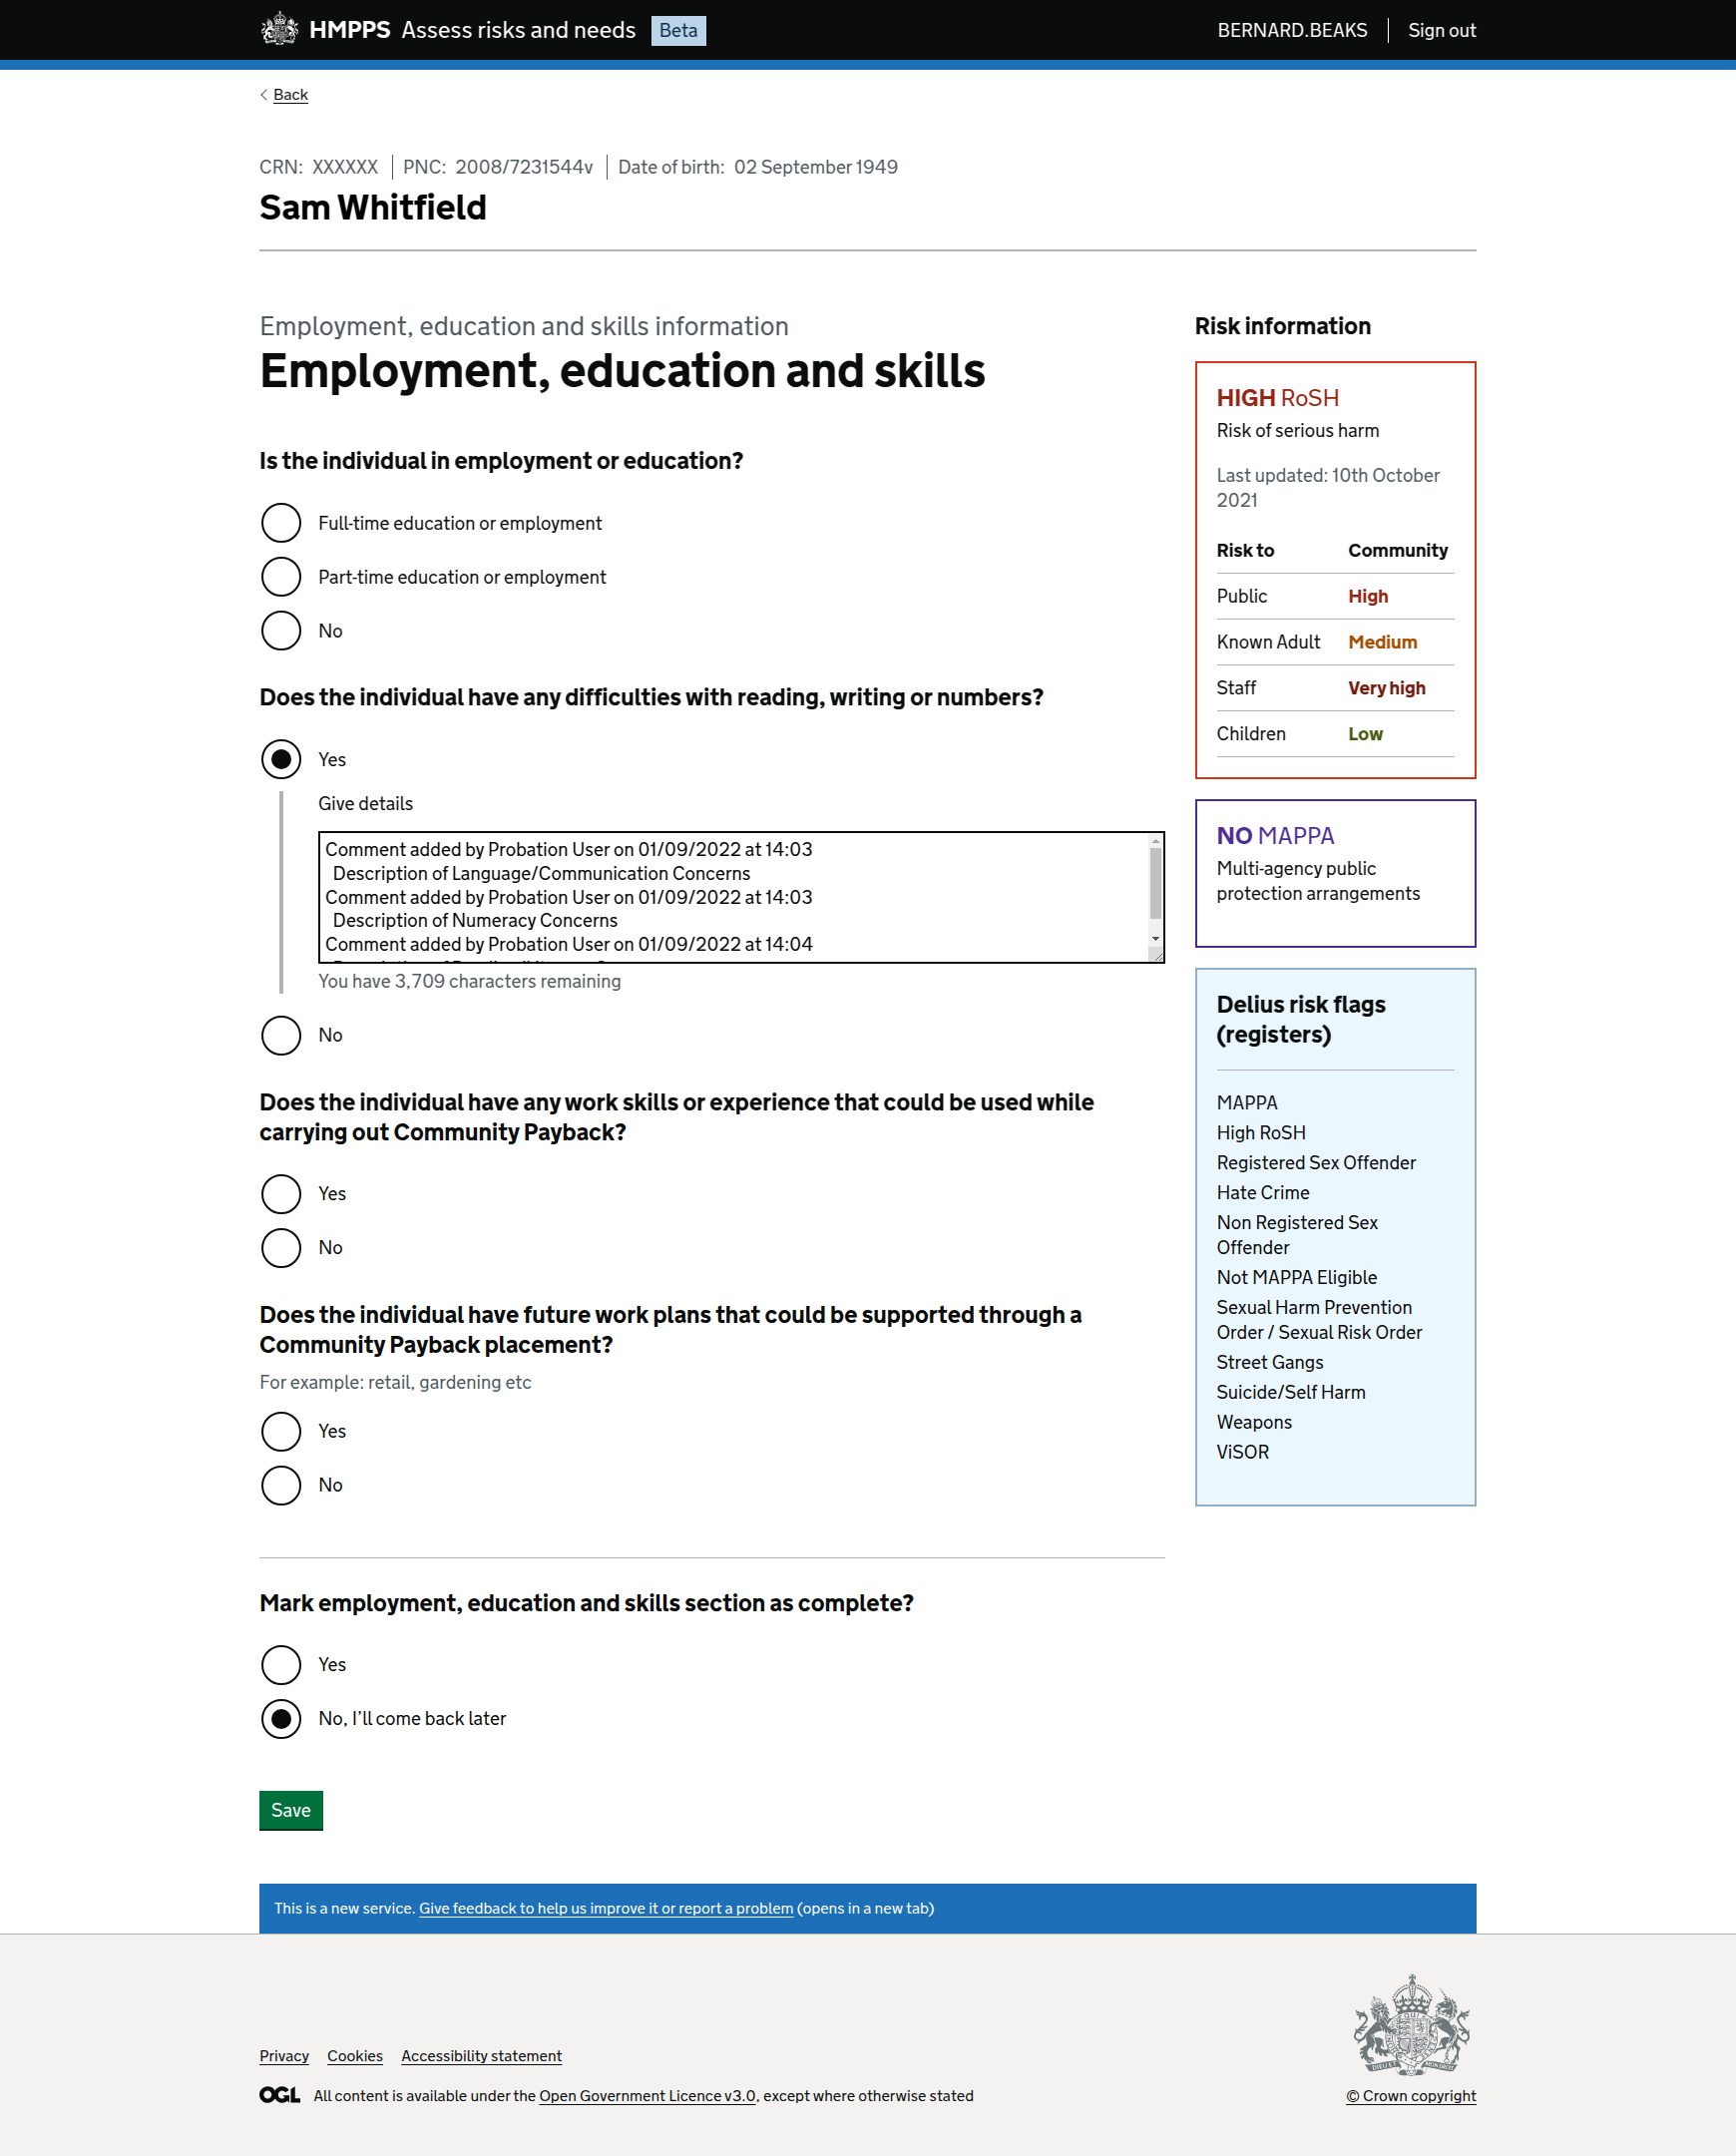 HMPPS Assess risks and needs Beta
BERNARD.BEAKS Sign out
Back
CRN: XXXXXX PNC: 2008/7231544v Date of birth: 02 September 1949
Sam Whitfield
Employment, education and skills information
Employment, education and skills
Is the individual in employment or education?
Full-time education or employment
Part-time education or employment
No
Does the individual have any difficulties with reading, writing or numbers?
Yes
Give details
Comment added by Probation User on 01/09/2022 at 14:03
Description of Language/Communication Concerns
Comment added by Probation User on 01/09/2022 at 14:03
Description of Numeracy Concerns
Comment added by Probation User on 01/09/2022 at 14:04
You have 3,709 characters remaining
No
Does the individual have any work skills or experience that could be used while
carrying out Community Payback?
Yes
No
Does the individual have future work plans that could be supported through a
Community Payback placement?
For example: retail, gardening etc
Yes
No
Mark employment, education and skills section as complete?
Yes
No, I’ll come back later
Save
Risk information
HIGH RoSH
Risk of serious harm
Last updated: 10th October
2021
Risk to Community
Public High
Known Adult Medium
Staff Very high
Children Low
NO MAPPA
Multi-agency public
protection arrangements
Delius risk flags
(registers)
MAPPA
High RoSH
Registered Sex Offender
Hate Crime
Non Registered Sex
Offender
Not MAPPA Eligible
Sexual Harm Prevention
Order / Sexual Risk Order
Street Gangs
Suicide/Self Harm
Weapons
ViSOR
This is a new service. Give feedback to help us improve it or report a problem (opens in a new tab)
Privacy Cookies Accessibility statement
OGL All content is available under the Open Government Licence v3.0, except where otherwise stated
© Crown copyright